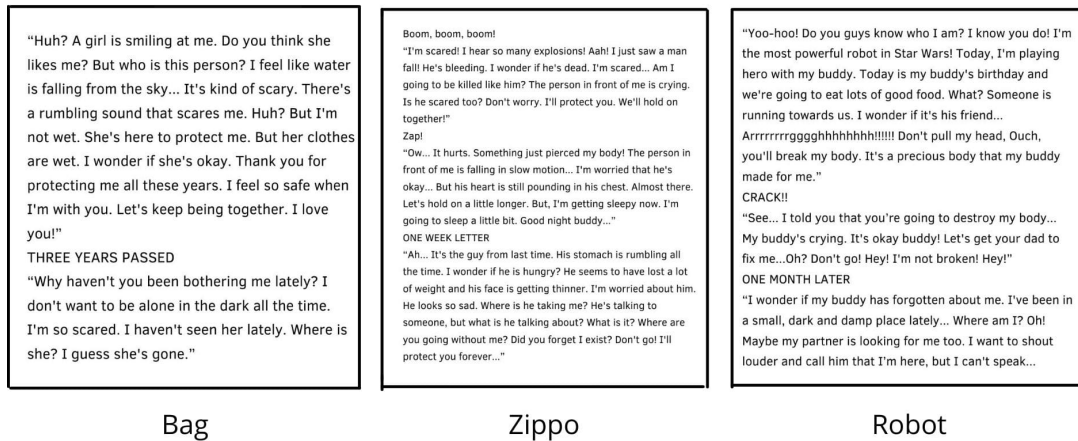 “Huh? A girl is smiling at me. Do you think she
likes me? But who is this person? I feel like water
is falling from the sky... It's kind of scary. There's
a rumbling sound that scares me. Huh? But I'm
not wet. She's here to protect me. But her clothes
are wet. I wonder if she's okay. Thank you for
protecting me all these years. I feel so safe when
I'm with you. Let's keep being together. I love
you!”
THREE YEARS PASSED
“Why haven't you been bothering me lately? I
don't want to be alone in the dark all the time.
I'm so scared. I haven't seen her lately. Where is
she? I guess she's gone.”
Bag
Boom, boom, boom!
“I'm scared! I hear so many explosions! Aah! I just saw a man
fall! He's bleeding. I wonder if he's dead. I'm scared... Am I
going to be killed like him? The person in front of me is crying.
Is he scared too? Don't worry. I'll protect you. We'll hold on
together!”
Zap!
“Ow... It hurts. Something just pierced my body! The person in
front of me is falling in slow motion... I'm worried that he's
okay... But his heart is still pounding in his chest. Almost there.
Let's hold on a little longer. But, I'm getting sleepy now. I'm
going to sleep a little bit. Good night buddy...”
ONE WEEK LETTER
“Ah... It's the guy from last time. His stomach is rumbling all
the time. I wonder if he is hungry? He seems to have lost a lot
of weight and his face is getting thinner. I'm worried about him.
He looks so sad. Where is he taking me? He's talking to
someone, but what is he talking about? What is it? Where are
you going without me? Did you forget I exist? Don't go! I'll
protect you forever...”
Zippo
“Yoo-hoo! Do you guys know who I am? I know you do! I'm
the most powerful robot in Star Wars! Today, I'm playing
hero with my buddy. Today is my buddy's birthday and
we're going to eat lots of good food. What? Someone is
running towards us. I wonder if it's his friend...
Arrrrrrrgggghhhhhhhh!!!!!! Don't pull my head, Ouch,
you'll break my body. It's a precious body that my buddy
made for me.”
CRACK!!
“See... I told you that you're going to destroy my body...
My buddy's crying. It's okay buddy! Let's get your dad to
fix me...Oh? Don't go! Hey! I'm not broken! Hey!”
ONE MONTH LATER
“I wonder if my buddy has forgotten about me. I've been in
a small, dark and damp place lately... Where am I? Oh!
Maybe my partner is looking for me too. I want to shout
louder and call him that I'm here, but I can't speak...
Robot